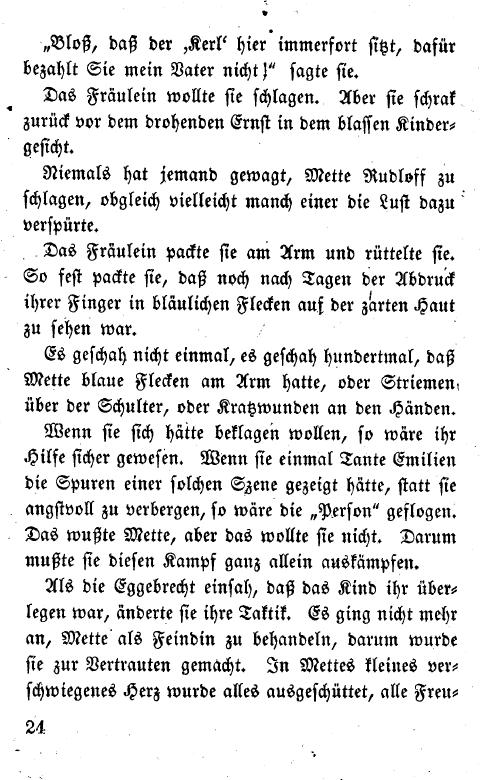 „Bloß, daß der ‚Kerl‘ hier immerfort sitzt, dafür
bezahlt Sie mein Vater nicht!“ sagte sie.
Das Fräulein wollte sie schlagen. Aber sie schrak
zurück vor dem drohenden Ernst in dem blassen Kinder-
gesicht.
Niemals hat jemand gewagt, Mette Rudloff zu
schlagen, obgleich vielleicht manch einer die Lust dazu
verspürte.
Das Fräulein packte sie am Arm und rüttelte sie.
So fest packte sie, daß noch nach Tagen der Abdruck
ihrer Finger in bläulichen Flecken auf der zarten Haut
zu sehen war.
Es geschah nicht einmal, es geschah hundertmal, daß
Mette blaue Flecken am Arm hatte, oder Striemen
über der Schulter, oder Kratzwunden an den Händen.
Wenn sie sich hätte beklagen wollen, so wäre ihr
Hilfe sicher gewesen. Wenn sie einmal Tante Emilien
die Spuren einer solchen Szene gezeigt hätte, statt sie
angstvoll zu verbergen, so wäre die „Person“ geflogen.
Das wußte Mette, aber das wollte sie nicht. Darum
mußte sie diesen Kampf ganz allein auskämpfen.
Als die Eggebrecht einsah, daß das Kind ihr über-
legen war, änderte sie ihre Taktik. Es ging nicht mehr
an, Mette als Feindin zu behandeln, darum wurde
sie zur Vertrauten gemacht. In Mettes kleines ver-
schwiegenes Herz wurde alles ausgeschüttet, alle Freu-
24